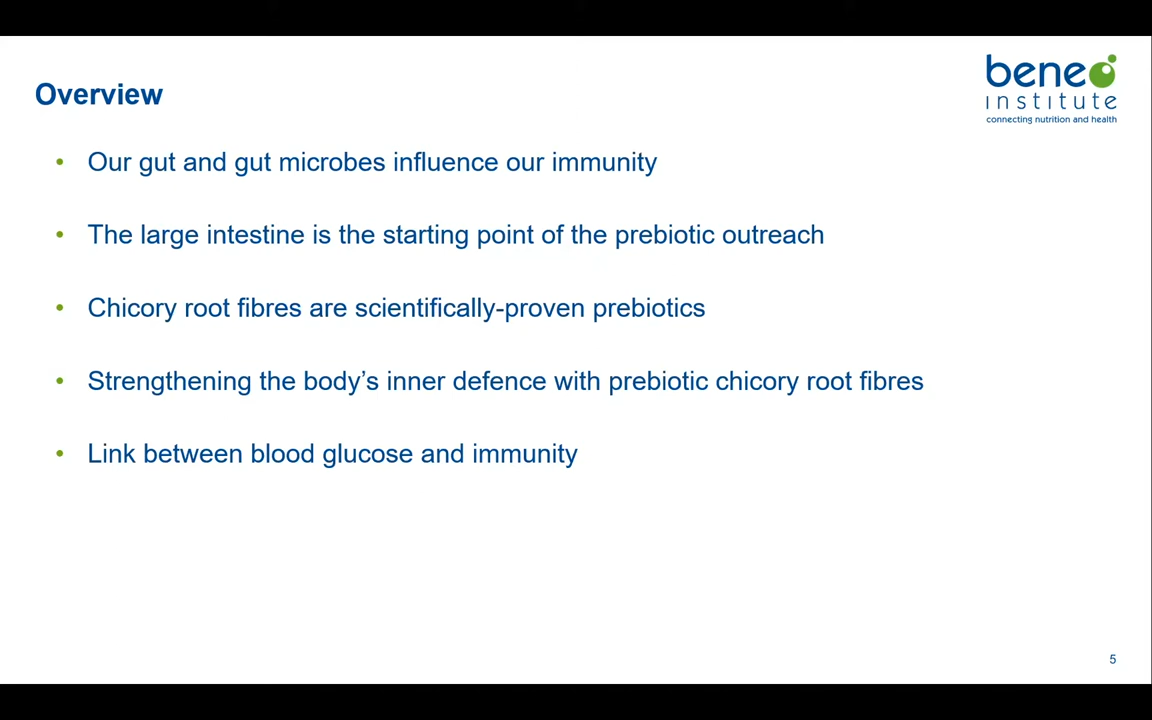 Overview
beneo
institute
connecting nutrition and health
• Our gut and gut microbes influence our immunity
• The large intestine is the starting point of the prebiotic outreach
• Chicory root fibres are scientifically-proven prebiotics
• Strengthening the body’s inner defence with prebiotic chicory root fibres
• Link between blood glucose and immunity
5